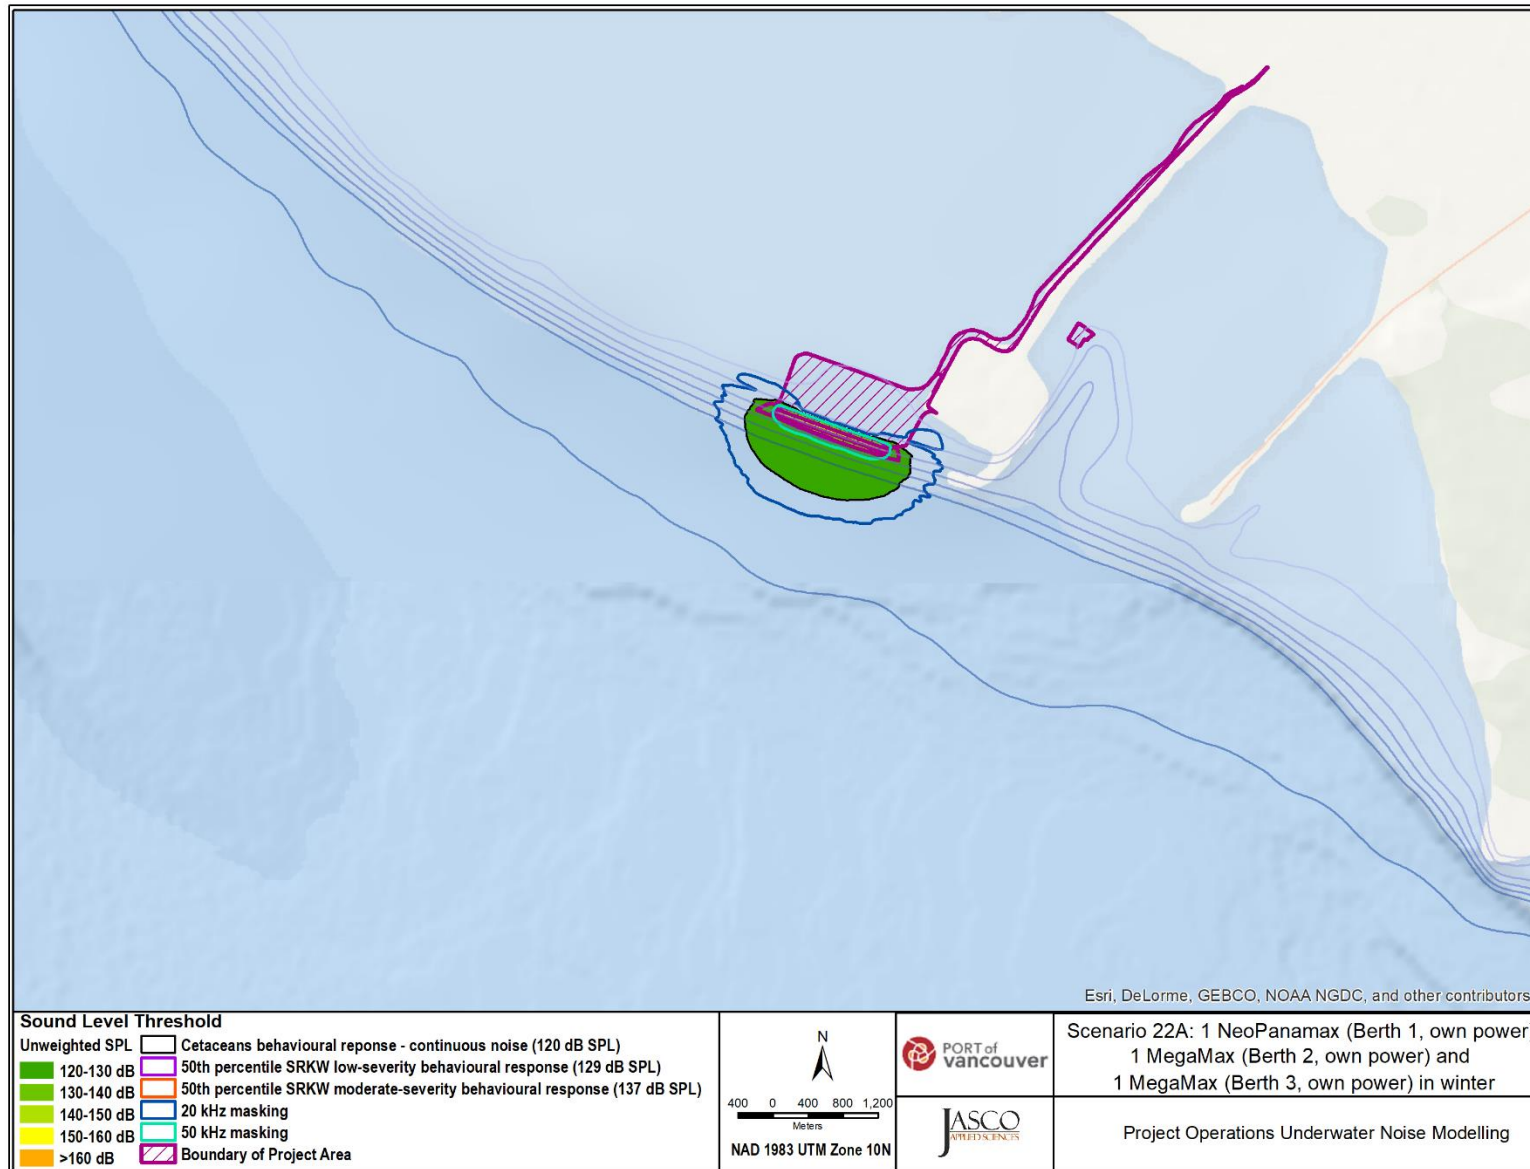 Esri, DeLorme, GEBCO, NOAA NGDC, and other contributors
Sound Level Threshold
Unweighted SPL
120-130 dB
130-140 dB
140-150 dB
150-160 dB
>160 dB
Cetaceans behavioural reponse - continuous noise (120 dB SPL)
50th percentile SRKW low-severity behavioural response (129 dB SPL)
50th percentile SRKW moderate-severity behavioural response (137 dB SPL)
20 kHz masking
50 kHz masking
Boundary of Project Area
N
400 0 400 800 1,200
Meters
NAD 1983 UTM Zone 10N
PORT of
vancouver
JASCO
APPLIED SCIENCES
Scenario 22A: 1 NeoPanamax (Berth 1, own power)
1 MegaMax (Berth 2, own power) and
1 MegaMax (Berth 3, own power) in winter
Project Operations Underwater Noise Modelling